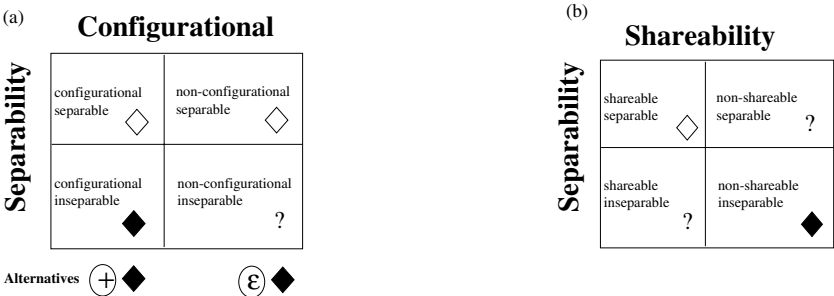 (a)
Configurational
Separability
configurational
separable
non-configurational
separable
configurational
inseparable
non-configurational
inseparable
?
Alternatives + ε
(b)
Shareability
Separability
shareable
separable
non-shareable
separable
?
shareable
inseparable
?
non-shareable
inseparable